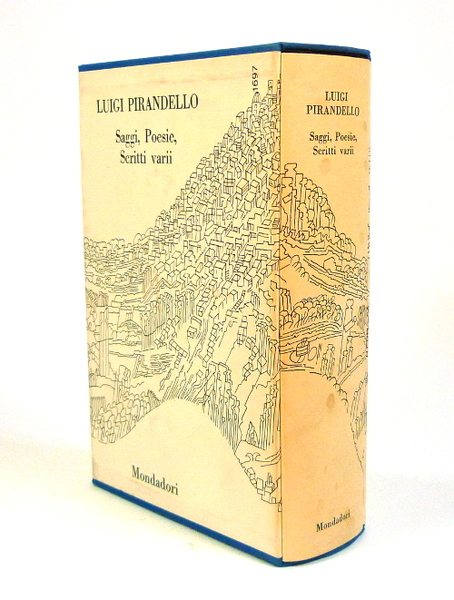 LUIGI PIRANDELLO
Saggi, Poesie,
Scritti varii
1697
Mondadori
LUIGI
PIRANDELLO
Saggi, Poesie,
Scritti varii
Mondadori